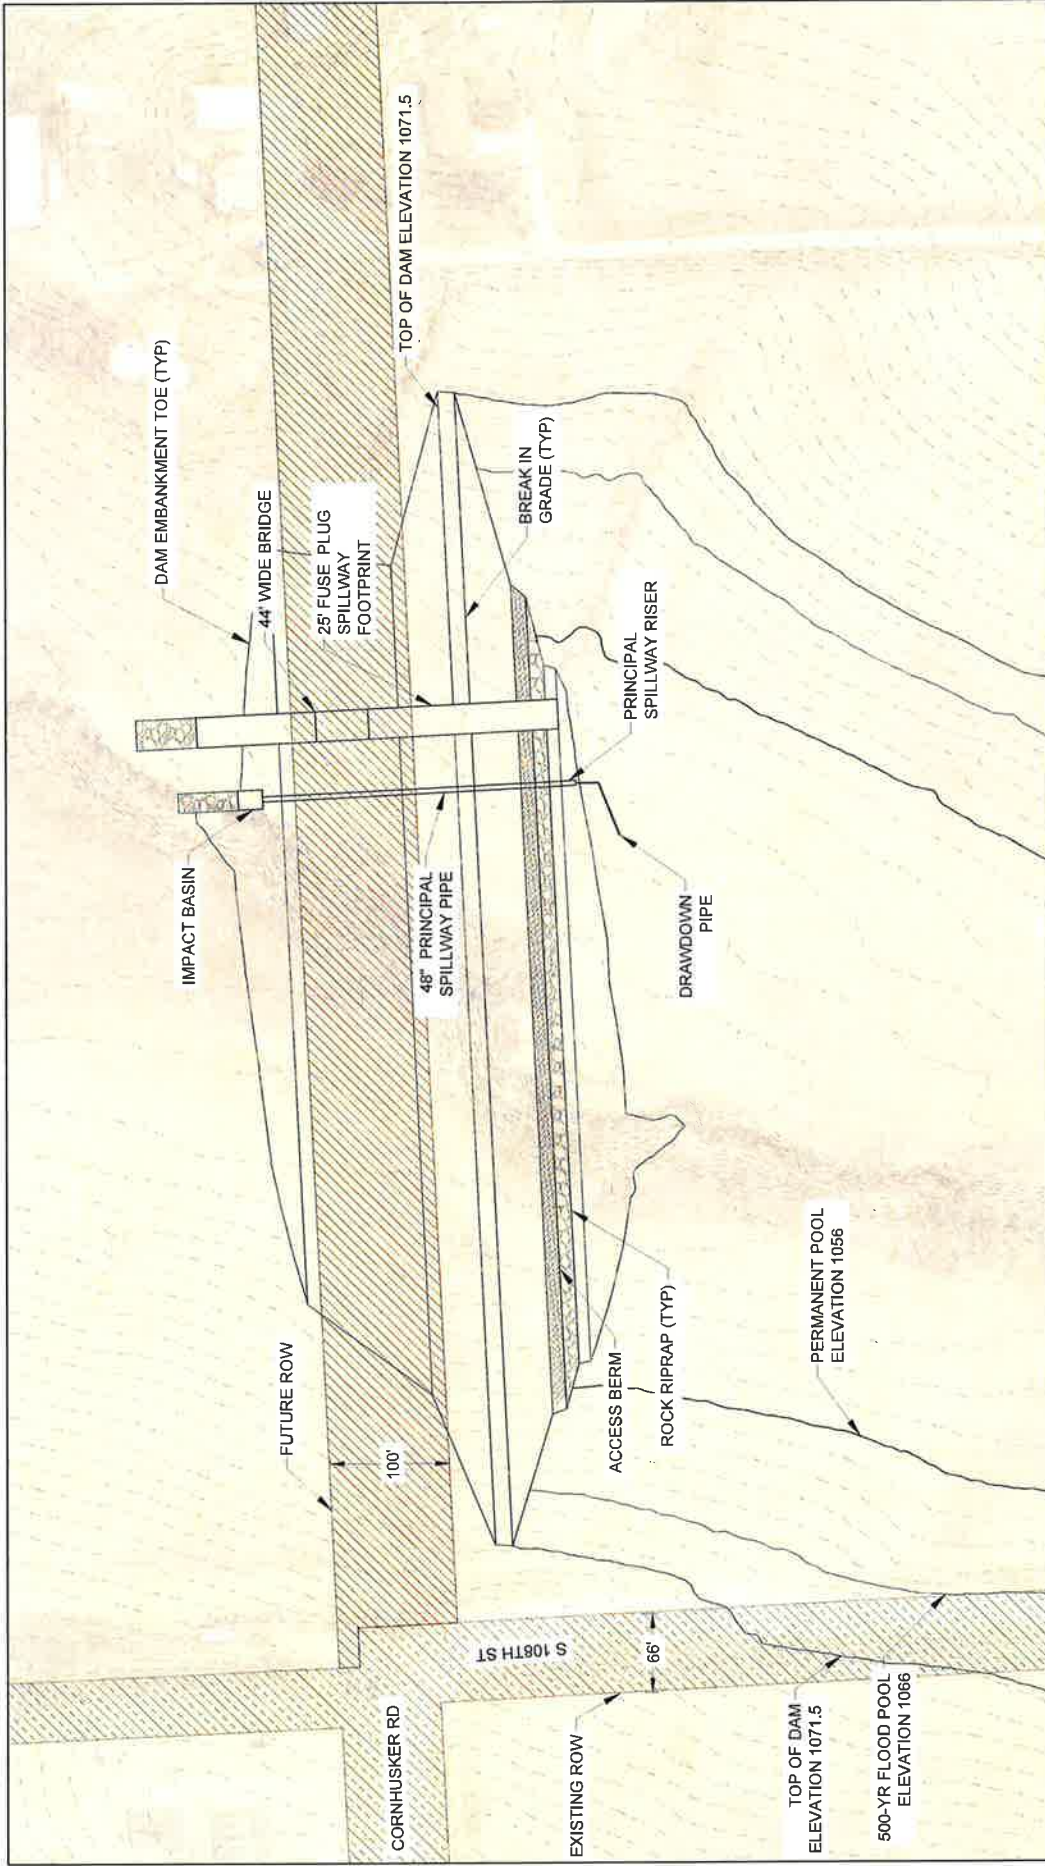 DAM EMBANKMENT TOE (TYP)
44' WIDE BRIDGE
25' FUSE PLUG
SPILLWAY
FOOTPRINT
TOP OF DAM ELEVATION 1071.5
BREAK IN
GRADE (TYP)
IMPACT BASIN
48" PRINCIPAL
SPILLWAY PIPE
PRINCIPAL
SPILLWAY RISER
DRAWDOWN
PIPE
FUTURE ROW
100'
ACCESS BERM
ROCK RIPRAP (TYP)
PERMANENT POOL
ELEVATION 1056
CORNHUSKER RD
S 108TH ST
66'
EXISTING ROW
TOP OF DAM
ELEVATION 1071.5
500-YR FLOOD POOL
ELEVATION 1066